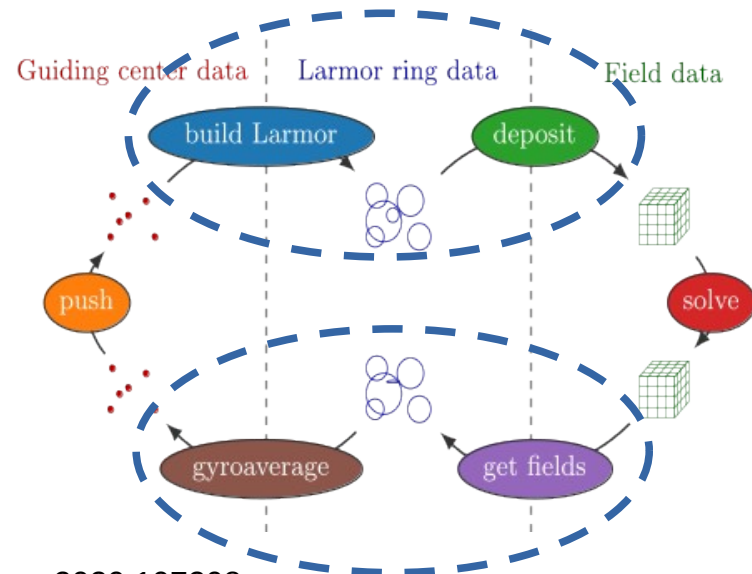 Guiding center data
Larmor ring data
Field data
build Larmor
deposit
push
solve
gyroaverage
get fields